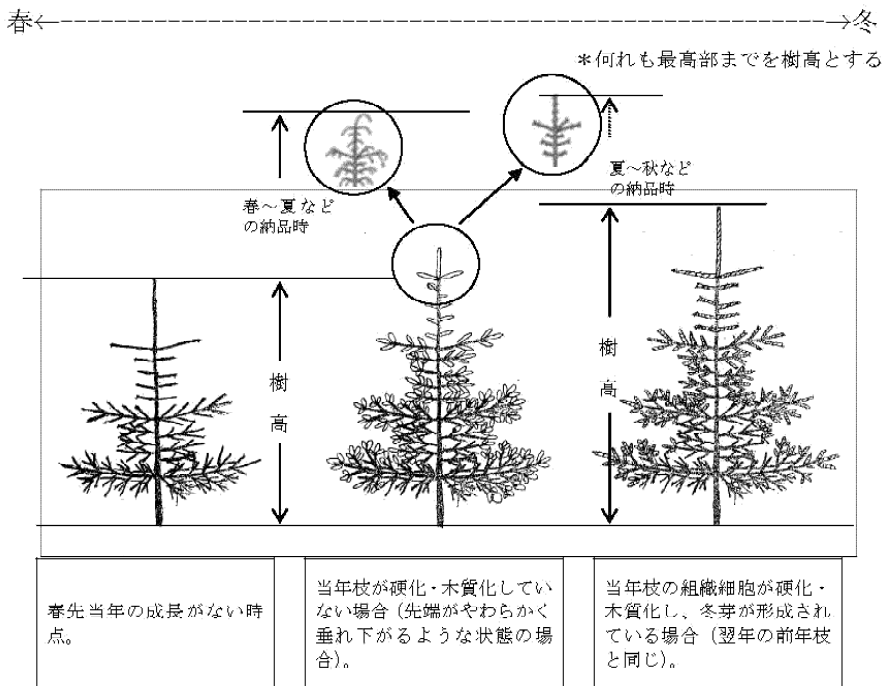 春←---→冬
＊何れも最高部までを樹高とする
春～夏など
の納品時
夏～秋など
の納品時
樹高
樹高
春先当年の成長がない時
点。
当年枝が硬化・木質化してい
ない場合（先端がやわらかく
垂れ下がるような状態の場
合）。
当年枝の組織細胞が硬化・
木質化し、冬芽が形成され
ている場合（翌年の前年枝
と同じ）。